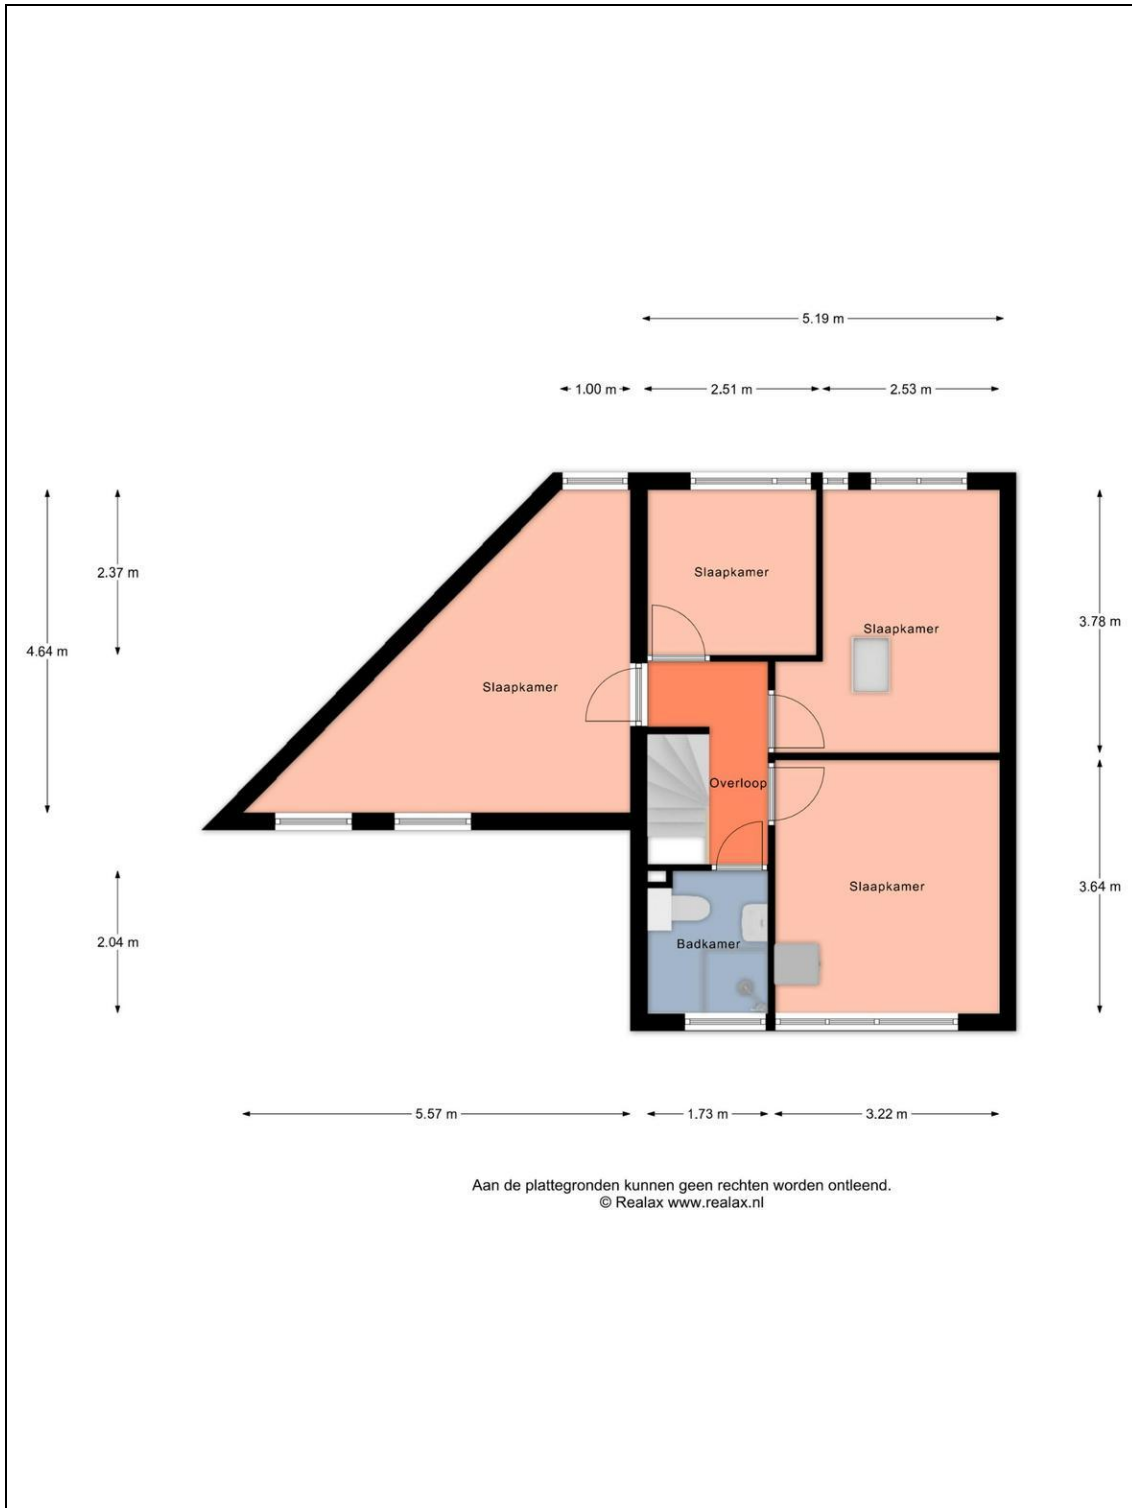 5.19 m
1.00 m
2.51 m
2.53 m
2.37 m
Slaapkamer
3.78 m
Slaapkamer
4.64 m
Slaapkamer
Overloop
Slaapkamer
3.64 m
2.04 m
Badkamer
5.57 m
1.73 m
3.22 m
Aan de plattegronden kunnen geen rechten worden ontleend.
© Realax www.realax.nl